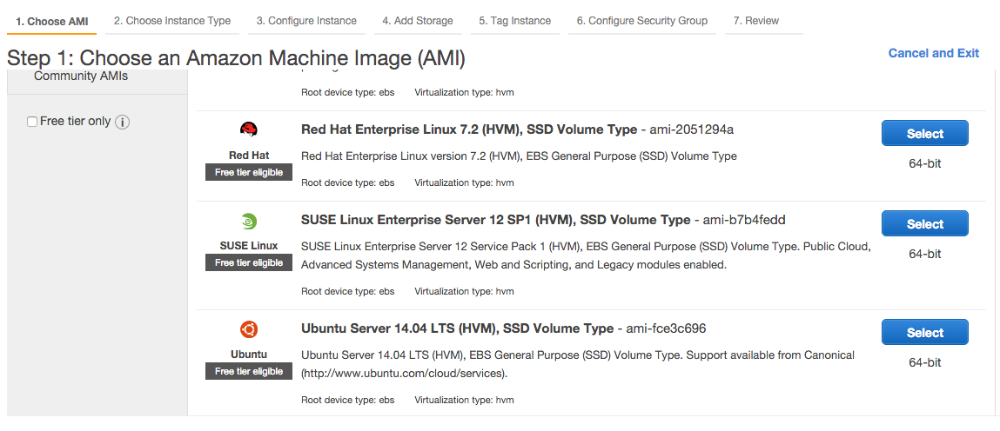 1. Choose AMI 2. Choose Instance Type 3. Configure Instance 4. Add Storage 5. Tag Instance 6. Configure Security Group 7. Review
Step 1: Choose an Amazon Machine Image (AMI)
Cancel and Exit
Community AMIs
Free tier only i
Root device type: ebs Virtualization type: hvm
Red Hat
Free tier eligible
Red Hat Enterprise Linux 7.2 (HVM), SSD Volume Type - ami-2051294a
Red Hat Enterprise Linux version 7.2 (HVM), EBS General Purpose (SSD) Volume Type
Root device type: ebs Virtualization type: hvm
Select
64-bit
SUSE Linux
Free tier eligible
SUSE Linux Enterprise Server 12 SP1 (HVM), SSD Volume Type - ami-b7b4fedd
SUSE Linux Enterprise Server 12 Service Pack 1 (HVM), EBS General Purpose (SSD) Volume Type. Public Cloud,
Advanced Systems Management, Web and Scripting, and Legacy modules enabled.
Root device type: ebs Virtualization type: hvm
Select
64-bit
Ubuntu
Free tier eligible
Ubuntu Server 14.04 LTS (HVM), SSD Volume Type - ami-fce3c696
Ubuntu Server 14.04 LTS (HVM), EBS General Purpose (SSD) Volume Type. Support available from Canonical
(http://www.ubuntu.com/cloud/services).
Root device type: ebs Virtualization type: hvm
Select
64-bit